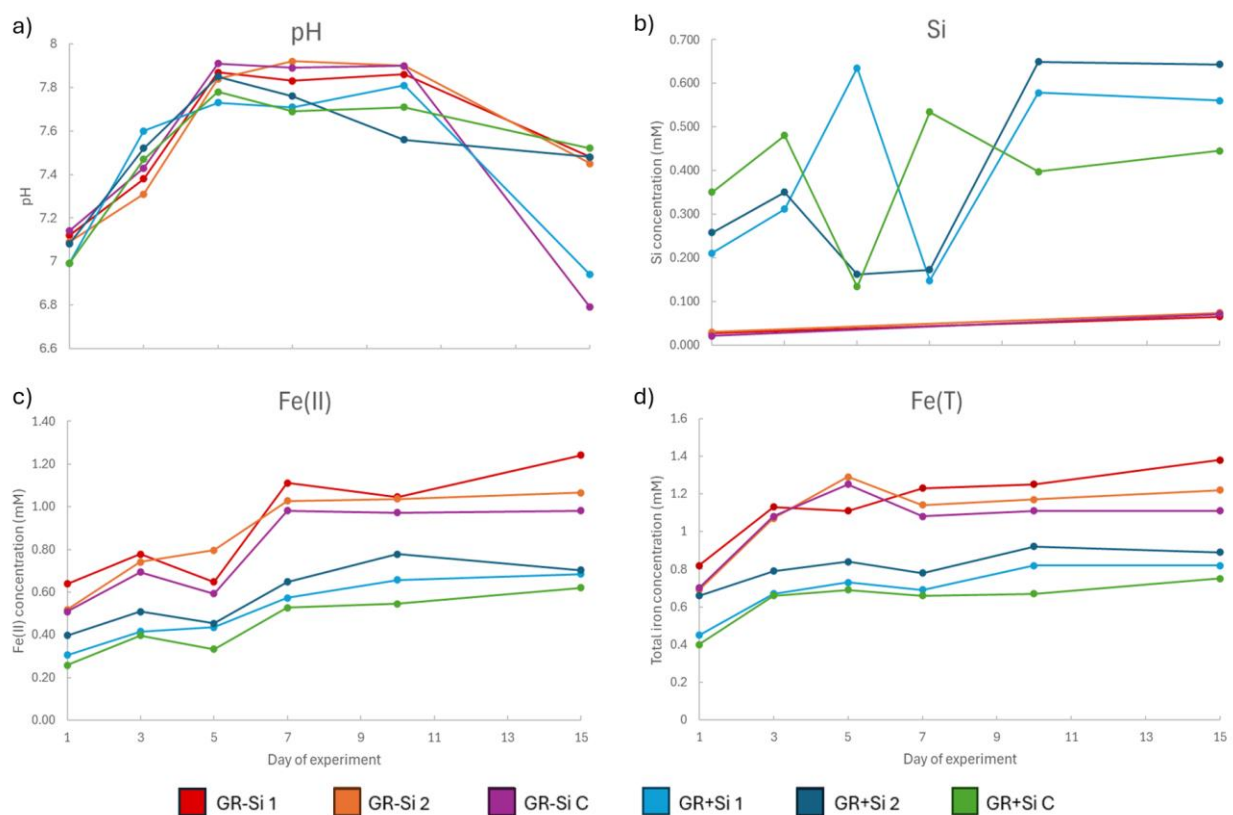 a)
pH
8
7.8
7.6
7.4
7.2
7
6.8
6.6
pH
b)
Si
0.700
0.600
0.500
0.400
0.300
0.200
0.100
0.000
Si concentration (mM)
c)
Fe(II)
1.40
1.20
1.00
0.80
0.60
0.40
0.20
0.00
Fe(II) concentration (mM)
1 3 5 7 9 11 13 15
Day of experiment
d)
Fe(T)
1.6
1.4
1.2
1
0.8
0.6
0.4
0.2
0
Total iron concentration (mM)
1 3 5 7 9 11 13 15
Day of experiment
GR-Si 1 GR-Si 2 GR-Si C GR+Si 1 GR+Si 2 GR+Si C